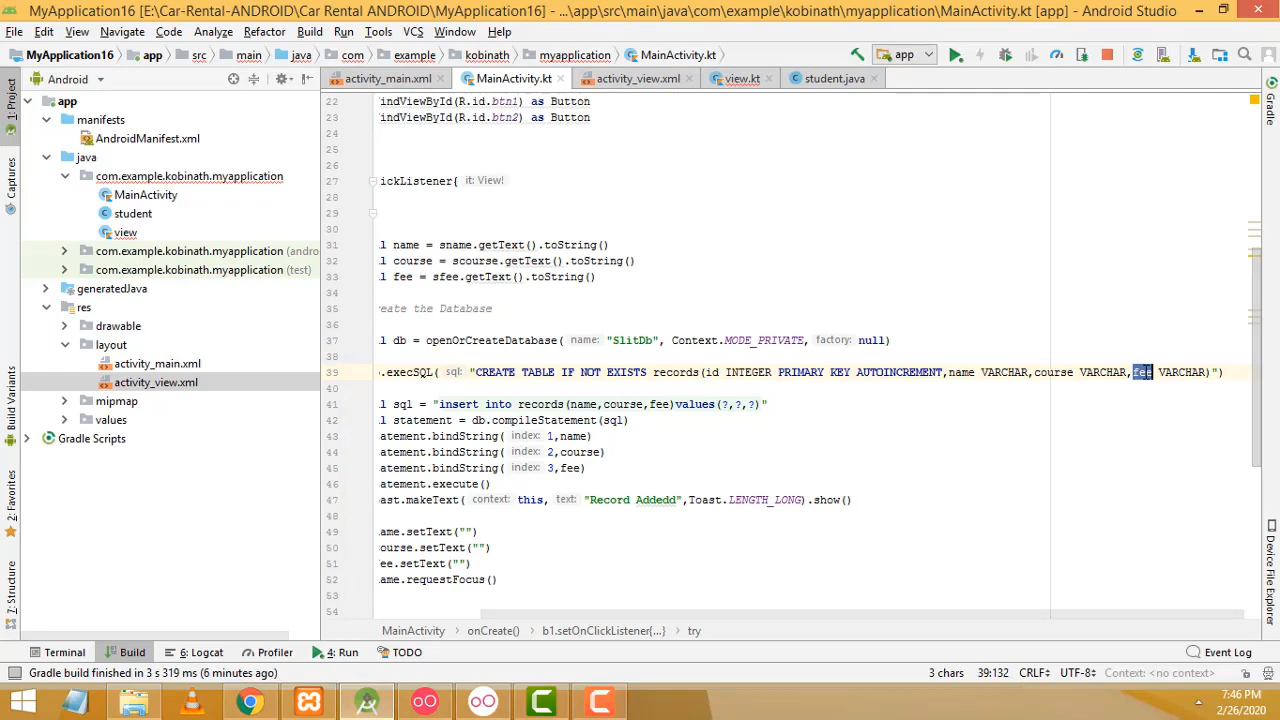 MyApplication16 [E:\Car-Rental-ANDROID\Car Rental ANDROID\MyApplication16] - ...\app\src\main\java\com\example\kobinath\myapplication\MainActivity.kt [app] - Android Studio
File Edit View Navigate Code Analyze Refactor Build Run Tools VCS Window Help
MyApplication16 app src main java com example kobinath myapplication MainActivity.kt app
Android
activity_main.xml MainActivity.kt activity_view.xml view.kt student.java
1: Project
Captures
Build Variants
2: Favorites
7: Structure
app
manifests
AndroidManifest.xml
java
com.example.kobinath.myapplication
MainActivity
student
view
com.example.kobinath.myapplication (andro
com.example.kobinath.myapplication (test)
generatedJava
res
drawable
layout
activity_main.xml
activity_view.xml
mipmap
values
Gradle Scripts
22 indViewById(R.id.btn1) as Button
23 indViewById(R.id.btn2) as Button
24
25
26
27 ickListener{ it: View!
28
29
30
31 l name = sname.getText().toString()
32 l course = scourse.getText().toString()
33 l fee = sfee.getText().toString()
34
35 reate the Database
36
37 l db = openOrCreateDatabase( name: "SlitDb", Context.MODE_PRIVATE, factory: null)
38
39 .execSQL( sql: "CREATE TABLE IF NOT EXISTS records(id INTEGER PRIMARY KEY AUTOINCREMENT,name VARCHAR,course VARCHAR,fee VARCHAR)")
40
41 l sql = "insert into records(name,course,fee)values(?,?,?)"
42 l statement = db.compileStatement(sql)
43 atement.bindString( index: 1,name)
44 atement.bindString( index: 2,course)
45 atement.bindString( index: 3,fee)
46 atement.execute()
47 ast.makeText( context: this, text: "Record Addedd",Toast.LENGTH_LONG).show()
48
49 ame.setText("")
50 ourse.setText("")
51 ee.setText("")
52 ame.requestFocus()
53
54
Gradle
Device File Explorer
MainActivity onCreate() b1.setOnClickListener{...} try
Terminal Build 6: Logcat Profiler 4: Run TODO Event Log
Gradle build finished in 3 s 319 ms (6 minutes ago) 3 chars 39:132 CRLF UTF-8 Context: <no context>
7:46 PM
2/26/2020